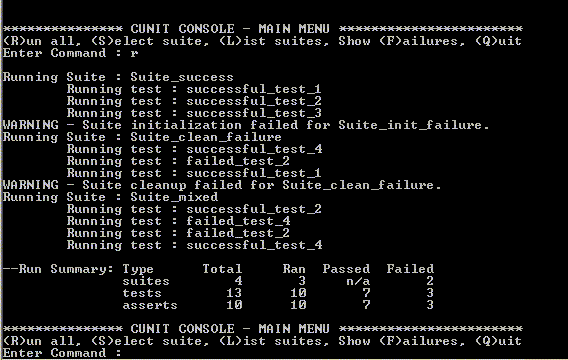 *************** CUNIT CONSOLE - MAIN MENU ***********************
(R)un all, (S)elect suite, (L)ist suites, Show (F)ailures, (Q)uit
Enter Command : r
Running Suite : Suite_success
Running test : successful_test_1
Running test : successful_test_2
Running test : successful_test_3
WARNING - Suite initialization failed for Suite_init_failure.
Running Suite : Suite_clean_failure
Running test : successful_test_4
Running test : failed_test_2
Running test : successful_test_1
WARNING - Suite cleanup failed for Suite_clean_failure.
Running Suite : Suite_mixed
Running test : successful_test_2
Running test : failed_test_4
Running test : failed_test_2
Running test : successful_test_4
--Run Summary: Type Total Ran Passed Failed
suites 4 3 n/a 2
tests 13 10 7 3
asserts 10 10 7 3
*************** CUNIT CONSOLE - MAIN MENU ***********************
(R)un all, (S)elect suite, (L)ist suites, Show (F)ailures, (Q)uit
Enter Command :